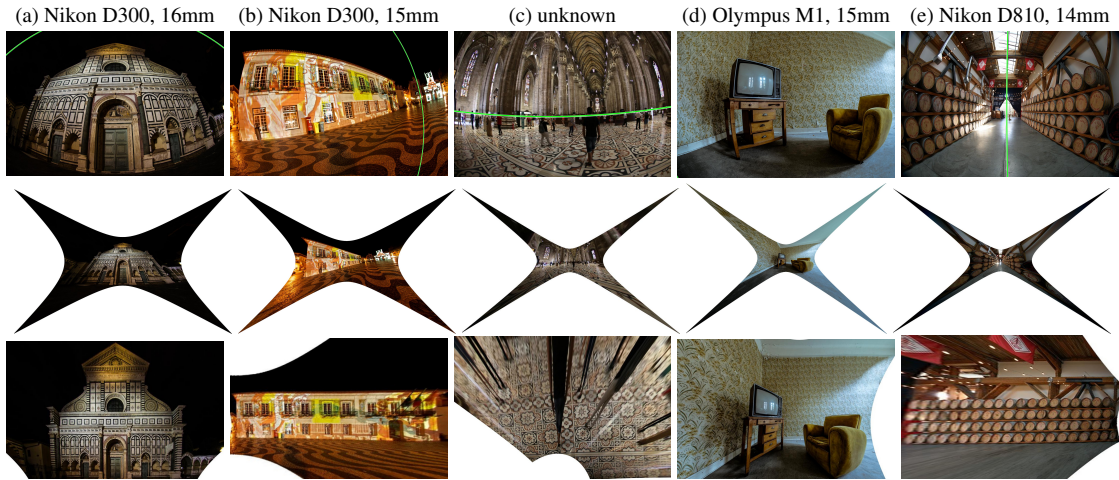 (a) Nikon D300, 16mm
(b) Nikon D300, 15mm
(c) unknown
(d) Olympus M1, 15mm
(e) Nikon D810, 14mm